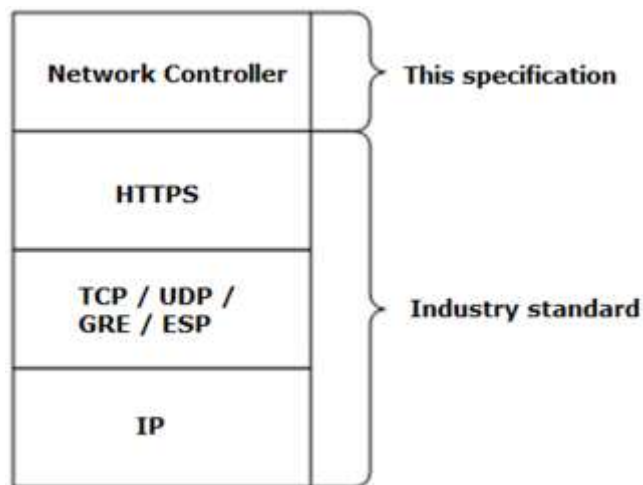 Network Controller
This specification
HTTPS
TCP / UDP /
GRE / ESP
Industry standard
IP